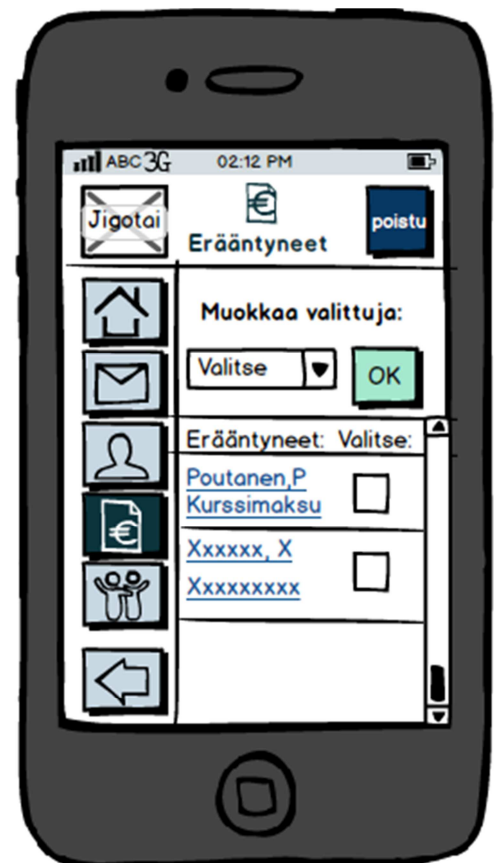 ABC 3G 02:12 PM
Jigotai
Erääntyneet
poistu
Muokkaa valittuja:
Valitse
OK
Erääntyneet: Valitse:
Poutanen,P
Kurssimaksu
Xxxxxx, X
Xxxxxxxxx